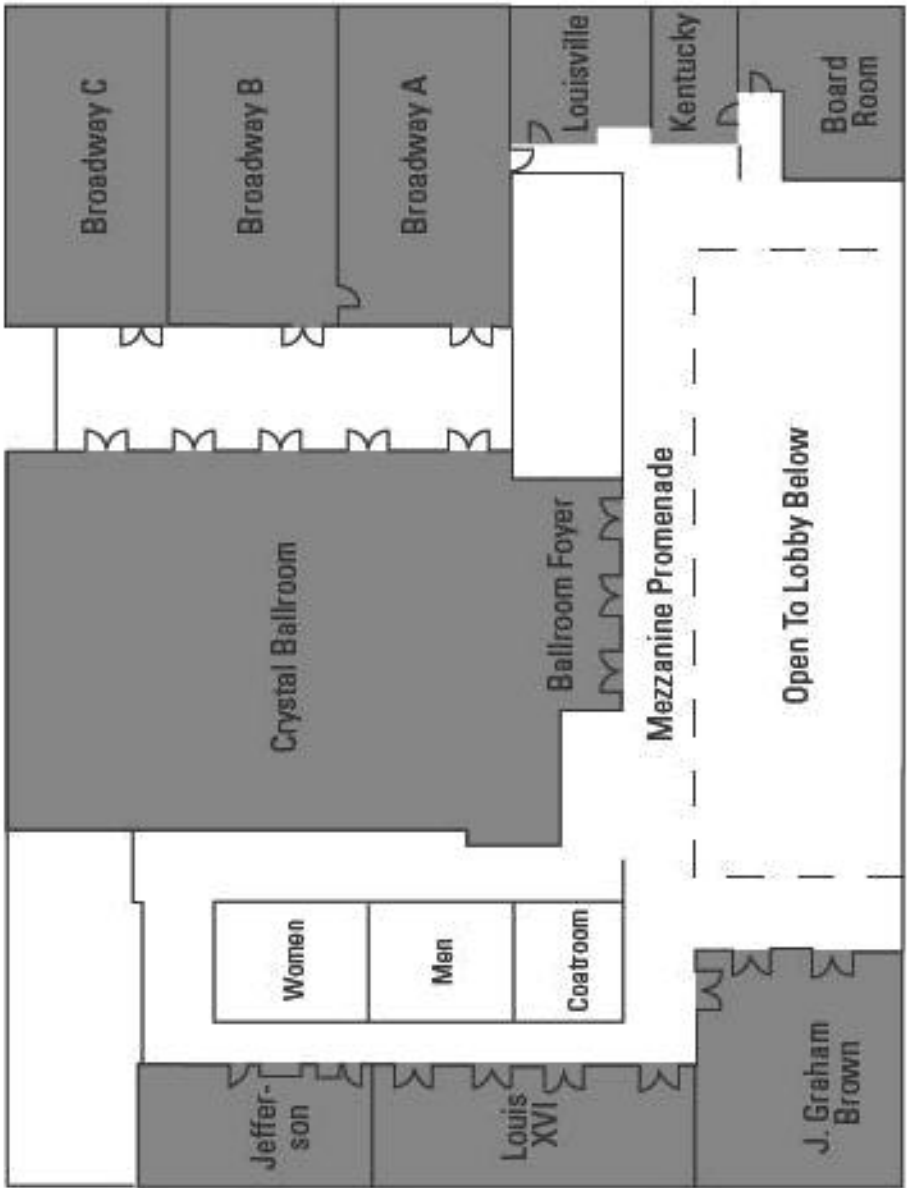 Broadway C
Broadway B
Broadway A
Louisville
Kentucky
Board
Room
Crystal Ballroom
Ballroom Foyer
Mezzanine Promenade
Open To Lobby Below
Women
Men
Coatroom
Jeffer-
son
Louis
XVI
J. Graham
Brown